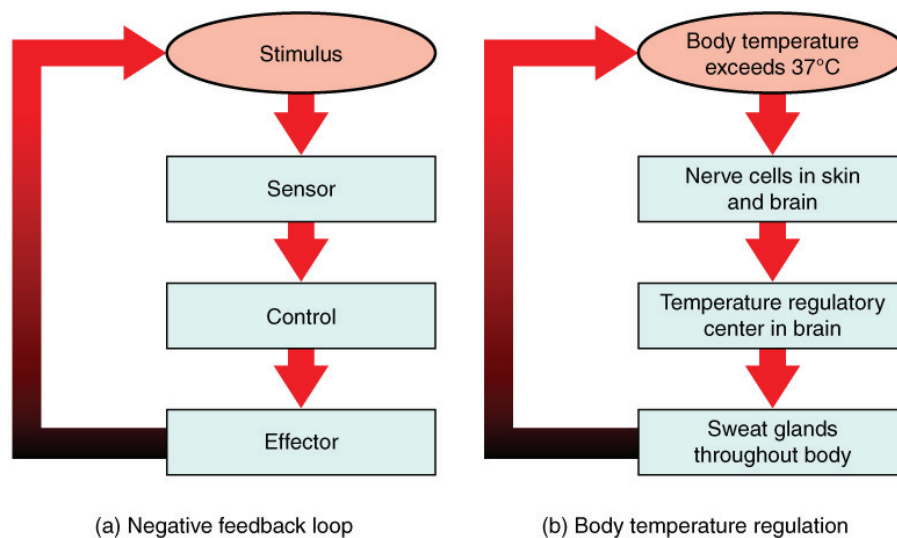 Stimulus
Sensor
Control
Effector
(a) Negative feedback loop
Body temperature
exceeds 37°C
Nerve cells in skin
and brain
Temperature regulatory
center in brain
Sweat glands
throughout body
(b) Body temperature regulation